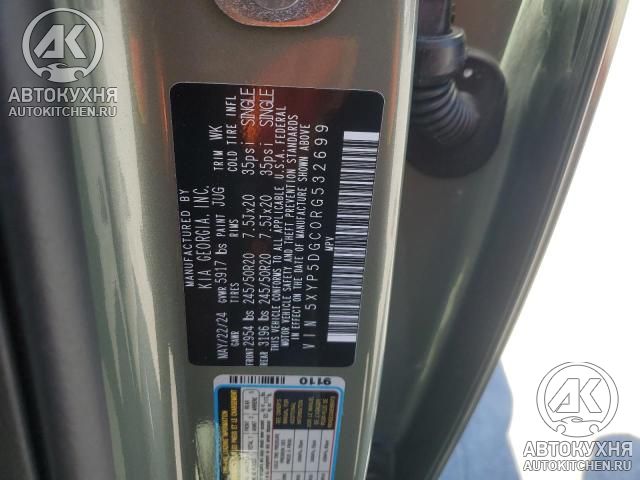 АВТОКУХНЯ
AUTOKITCHEN.RU
MANUFACTURED BY
KIA GEORGIA, INC.
MAY/22/24 GVWR 5917 lbs PAINT JUG TRIM WK
GAWR TIRES RIMS COLD TIRE INFL
FRONT 2954 lbs 245/50R20 7.5Jx20 35psi SINGLE
REAR 3196 lbs 245/50R20 7.5Jx20 35psi SINGLE
THIS VEHICLE CONFORMS TO ALL APPLICABLE U.S.A. FEDERAL
MOTOR VEHICLE SAFETY AND THEFT PREVENTION STANDARDS
IN EFFECT ON THE DATE OF MANUFACTURE SHOWN ABOVE
VIN 5XYP5DGC0RG532699
MPV
9110
АВТОКУХНЯ
AUTOKITCHEN.RU